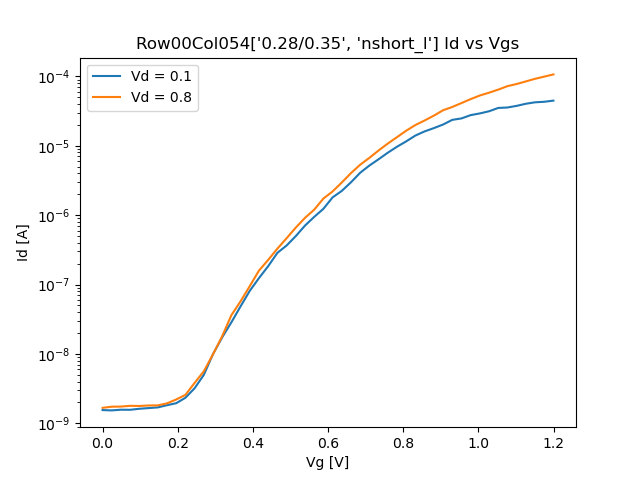 Row00Col054['0.28/0.35', 'nshort_l'] Id vs Vgs
Vd = 0.1
Vd = 0.8
Id [A]
10⁻⁴
10⁻⁵
10⁻⁶
10⁻⁷
10⁻⁸
10⁻⁹
0.0 0.2 0.4 0.6 0.8 1.0 1.2
Vg [V]